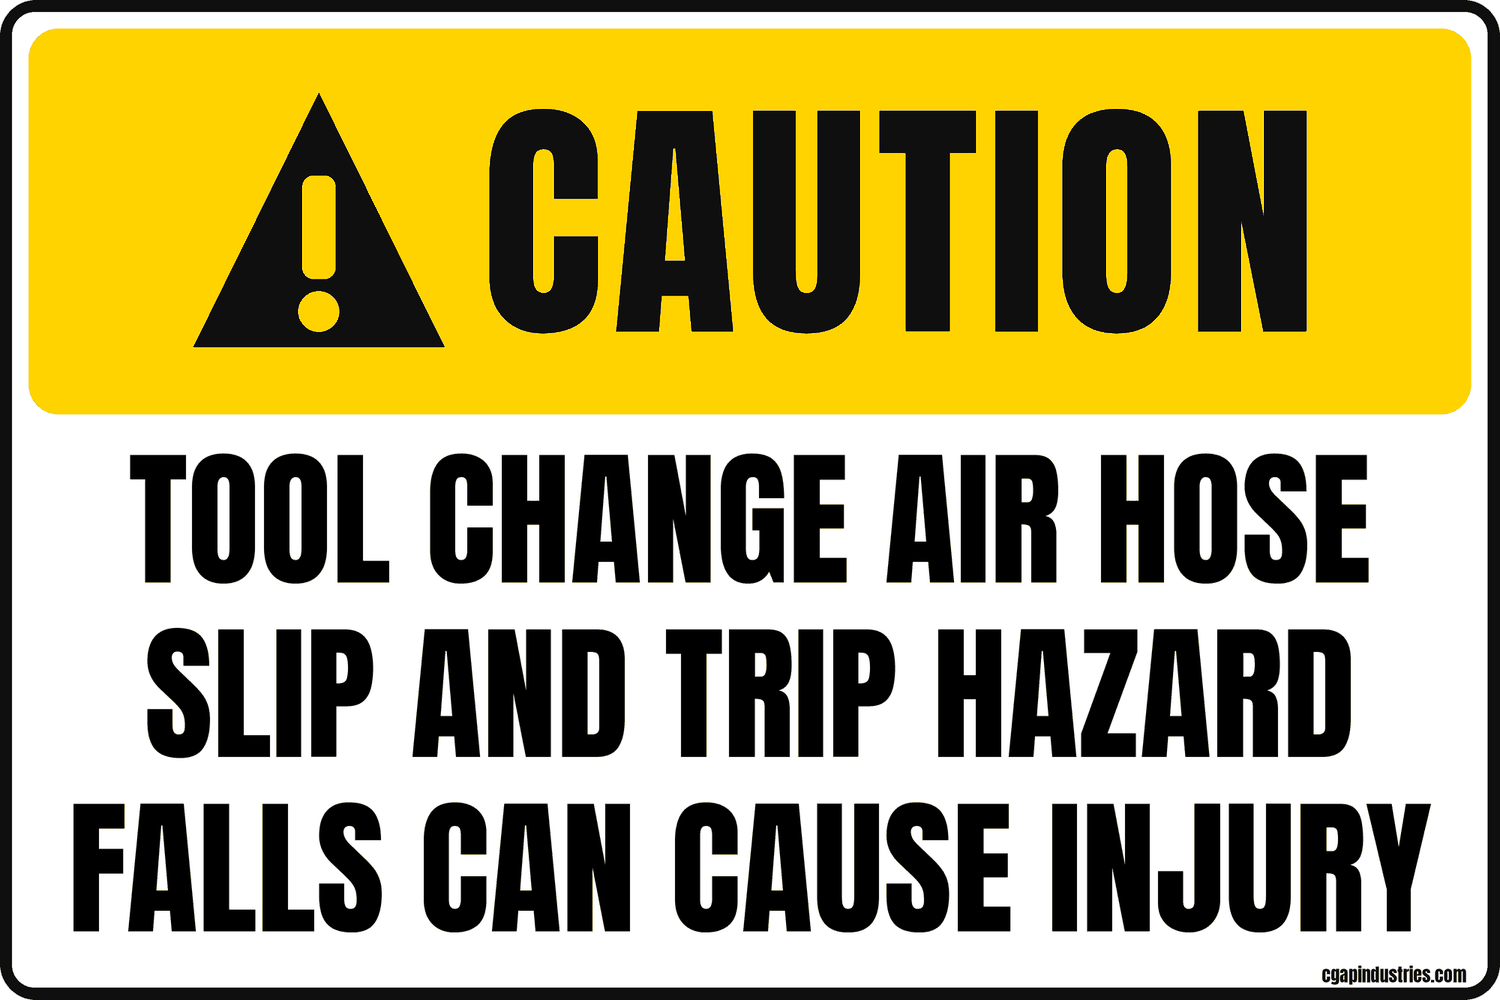 CAUTION
TOOL CHANGE AIR HOSE
SLIP AND TRIP HAZARD
FALLS CAN CAUSE INJURY
cgapindustries.com